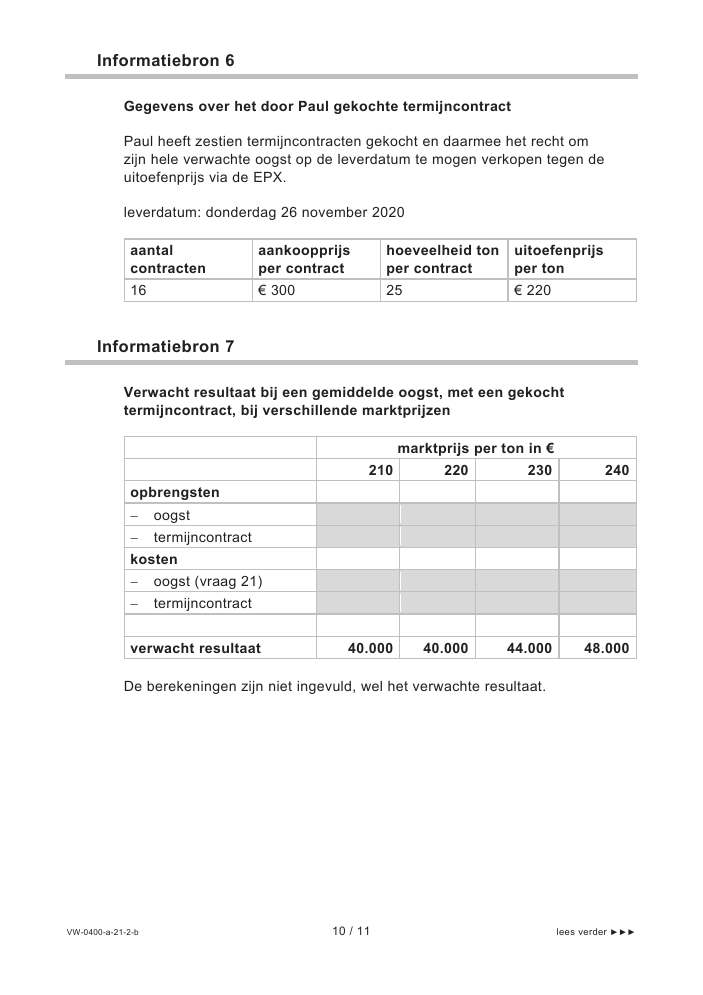 Informatiebron 6
Gegevens over het door Paul gekochte termijncontract
Paul heeft zestien termijncontracten gekocht en daarmee het recht om
zijn hele verwachte oogst op de leverdatum te mogen verkopen tegen de
uitoefenprijs via de EPX.
leverdatum: donderdag 26 november 2020
aantal contracten aankoopprijs per contract hoeveelheid ton per contract uitoefenprijs per ton
16 € 300 25 € 220
Informatiebron 7
Verwacht resultaat bij een gemiddelde oogst, met een gekocht
termijncontract, bij verschillende marktprijzen
marktprijs per ton in €
210 220 230 240
opbrengsten
– oogst
– termijncontract
kosten
– oogst (vraag 21)
– termijncontract
verwacht resultaat 40.000 40.000 44.000 48.000
De berekeningen zijn niet ingevuld, wel het verwachte resultaat.
VW-0400-a-21-2-b 10 / 11 lees verder ►►►